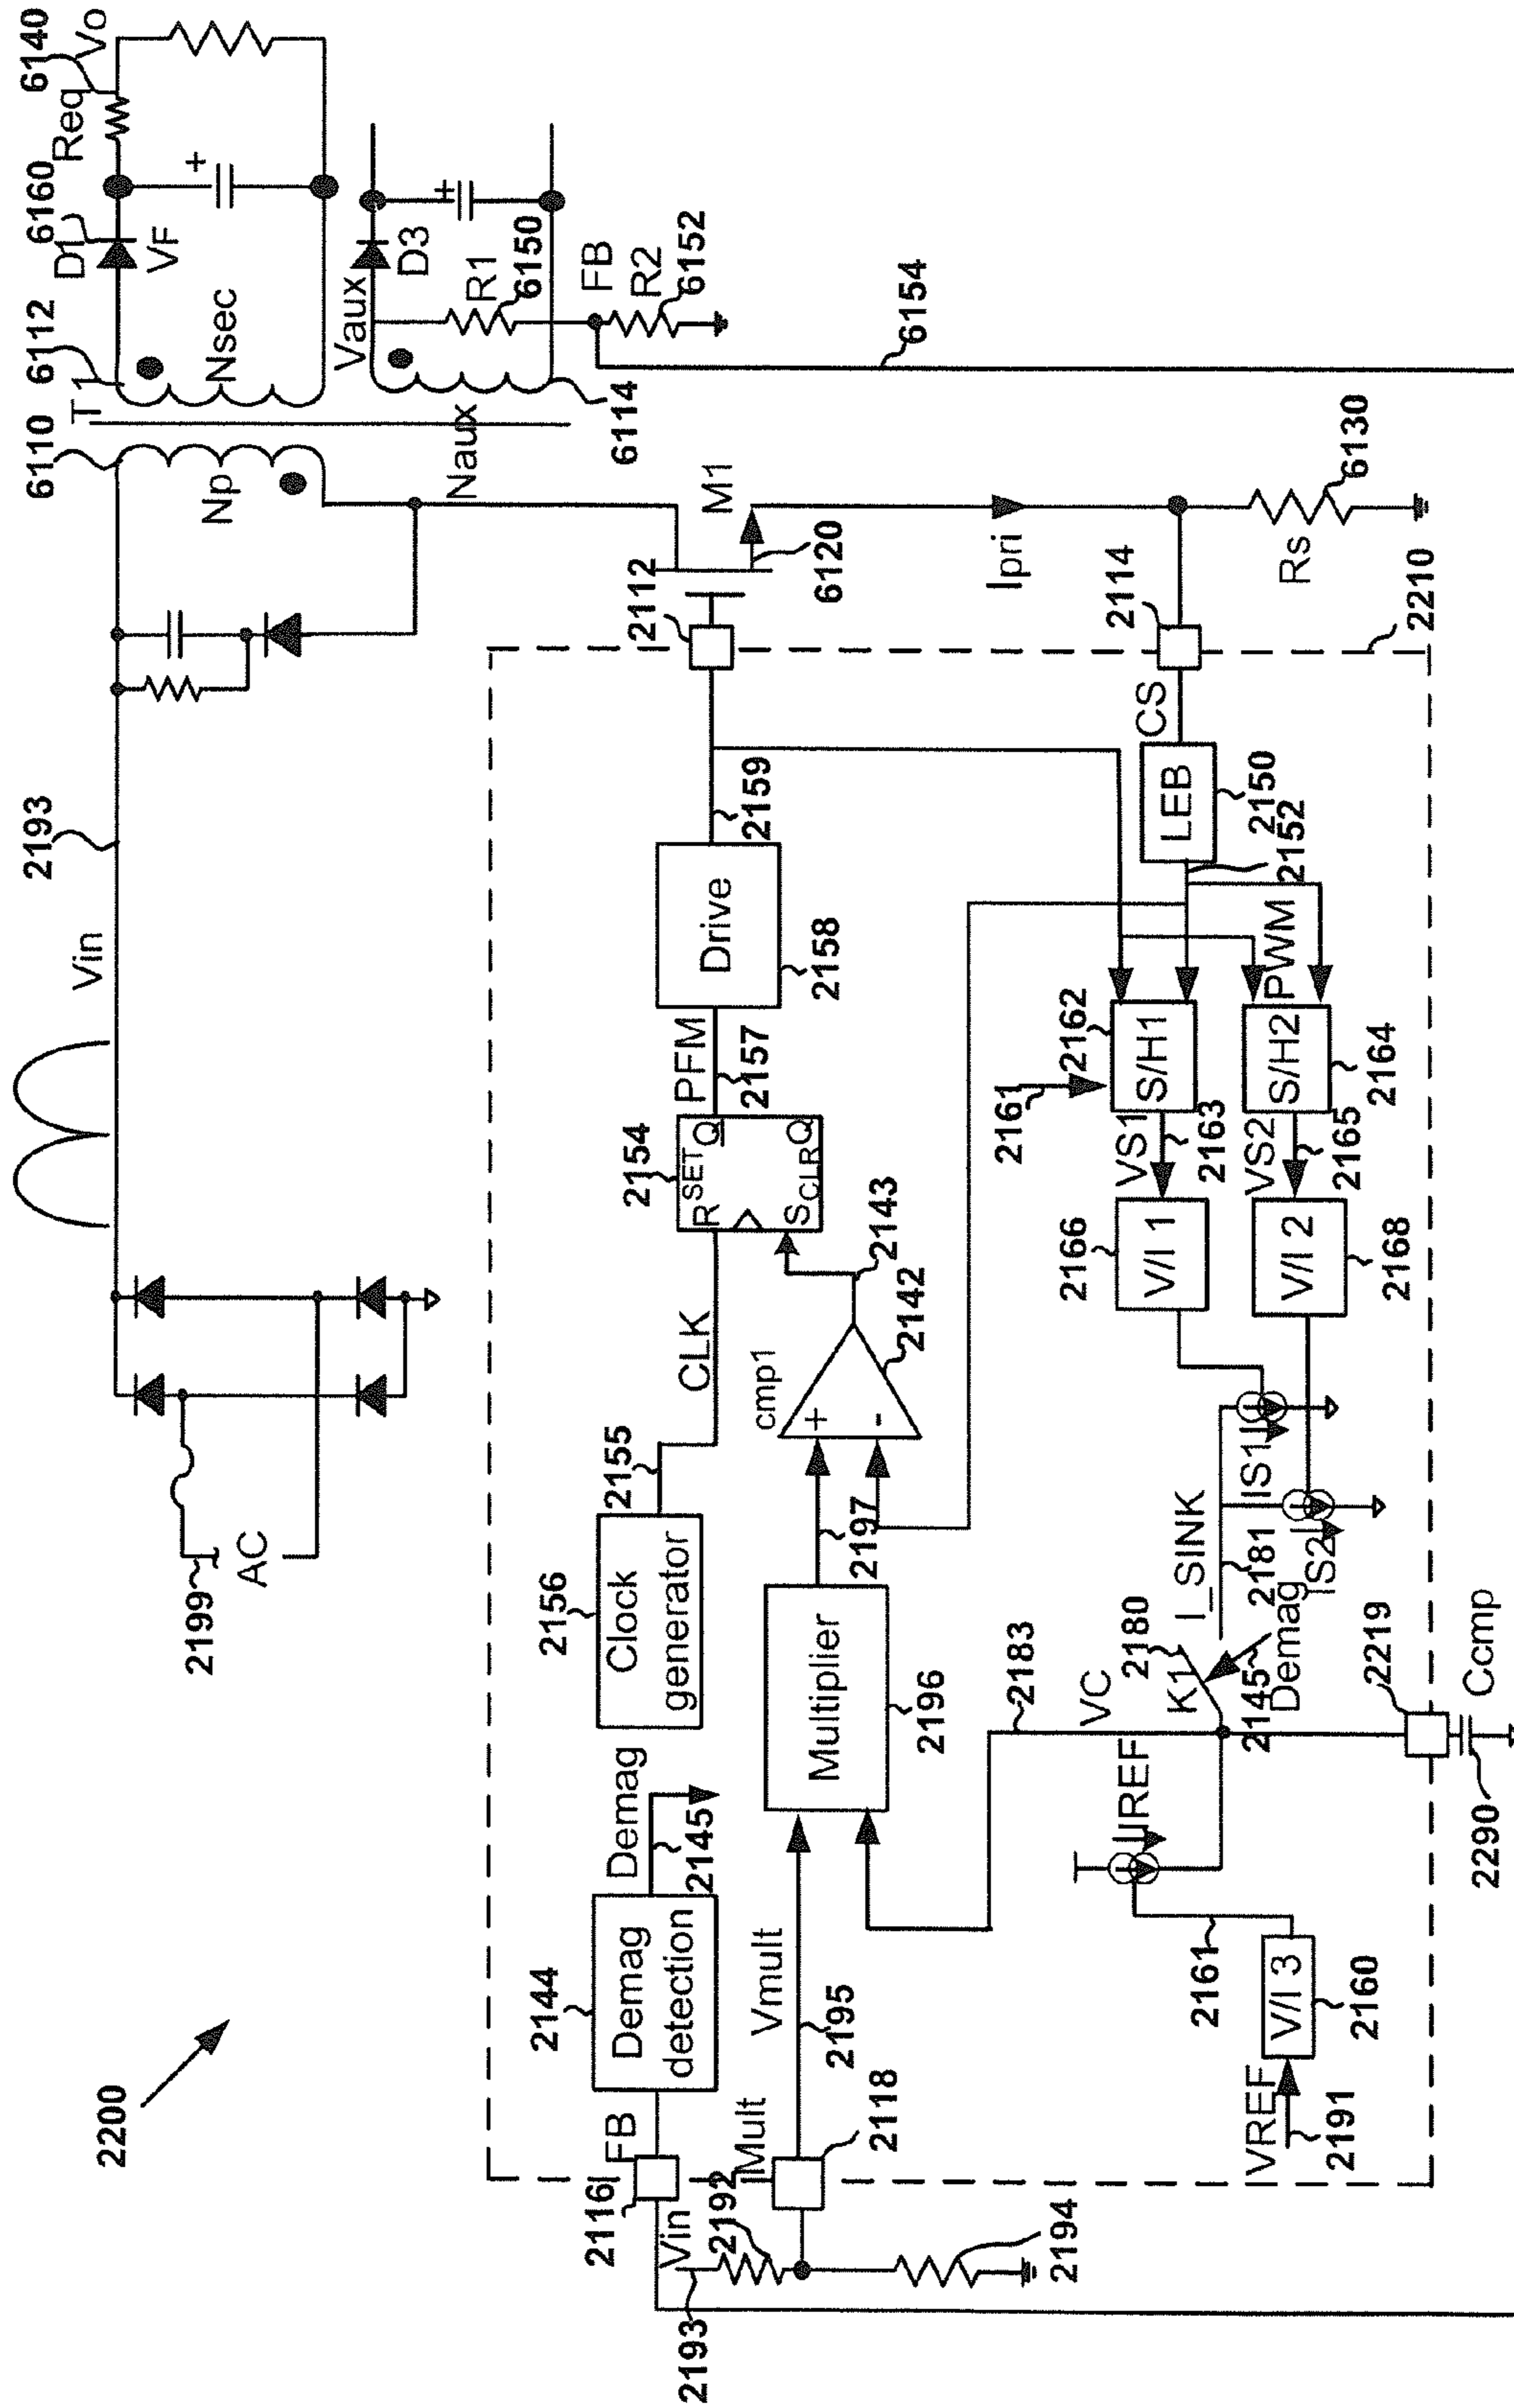 2200
2199
AC
Vin
2193
6110
Np
T1
6112
Nsec
D1
6160
VF
Req
6140
Vo
Vaux
D3
R1
6150
FB
R2
6152
Naux
6114
6154
2116
FB
2144
Demag
detection
Demag
2145
2156
Clock
generator
2155
CLK
2154
R SET Q
S CLR Q
PFM
2157
Drive
2158
2159
2112
M1
6120
Ipri
Vin
2193
2192
Mult
2118
2194
Vmult
2195
Multiplier
2196
2197
cmp1
+
-
2142
2143
2114
CS
LEB
2150
2152
PWM
Rs
6130
2210
2161
S/H1
2162
VS1
2163
V/I 1
2166
S/H2
2164
VS2
2165
V/I 2
2168
VREF
2191
V/I 3
2160
2161
IREF
VC
2183
K1
2180
2145
Demag
I_SINK
2181
IS1
IS2
2219
2290
Ccmp